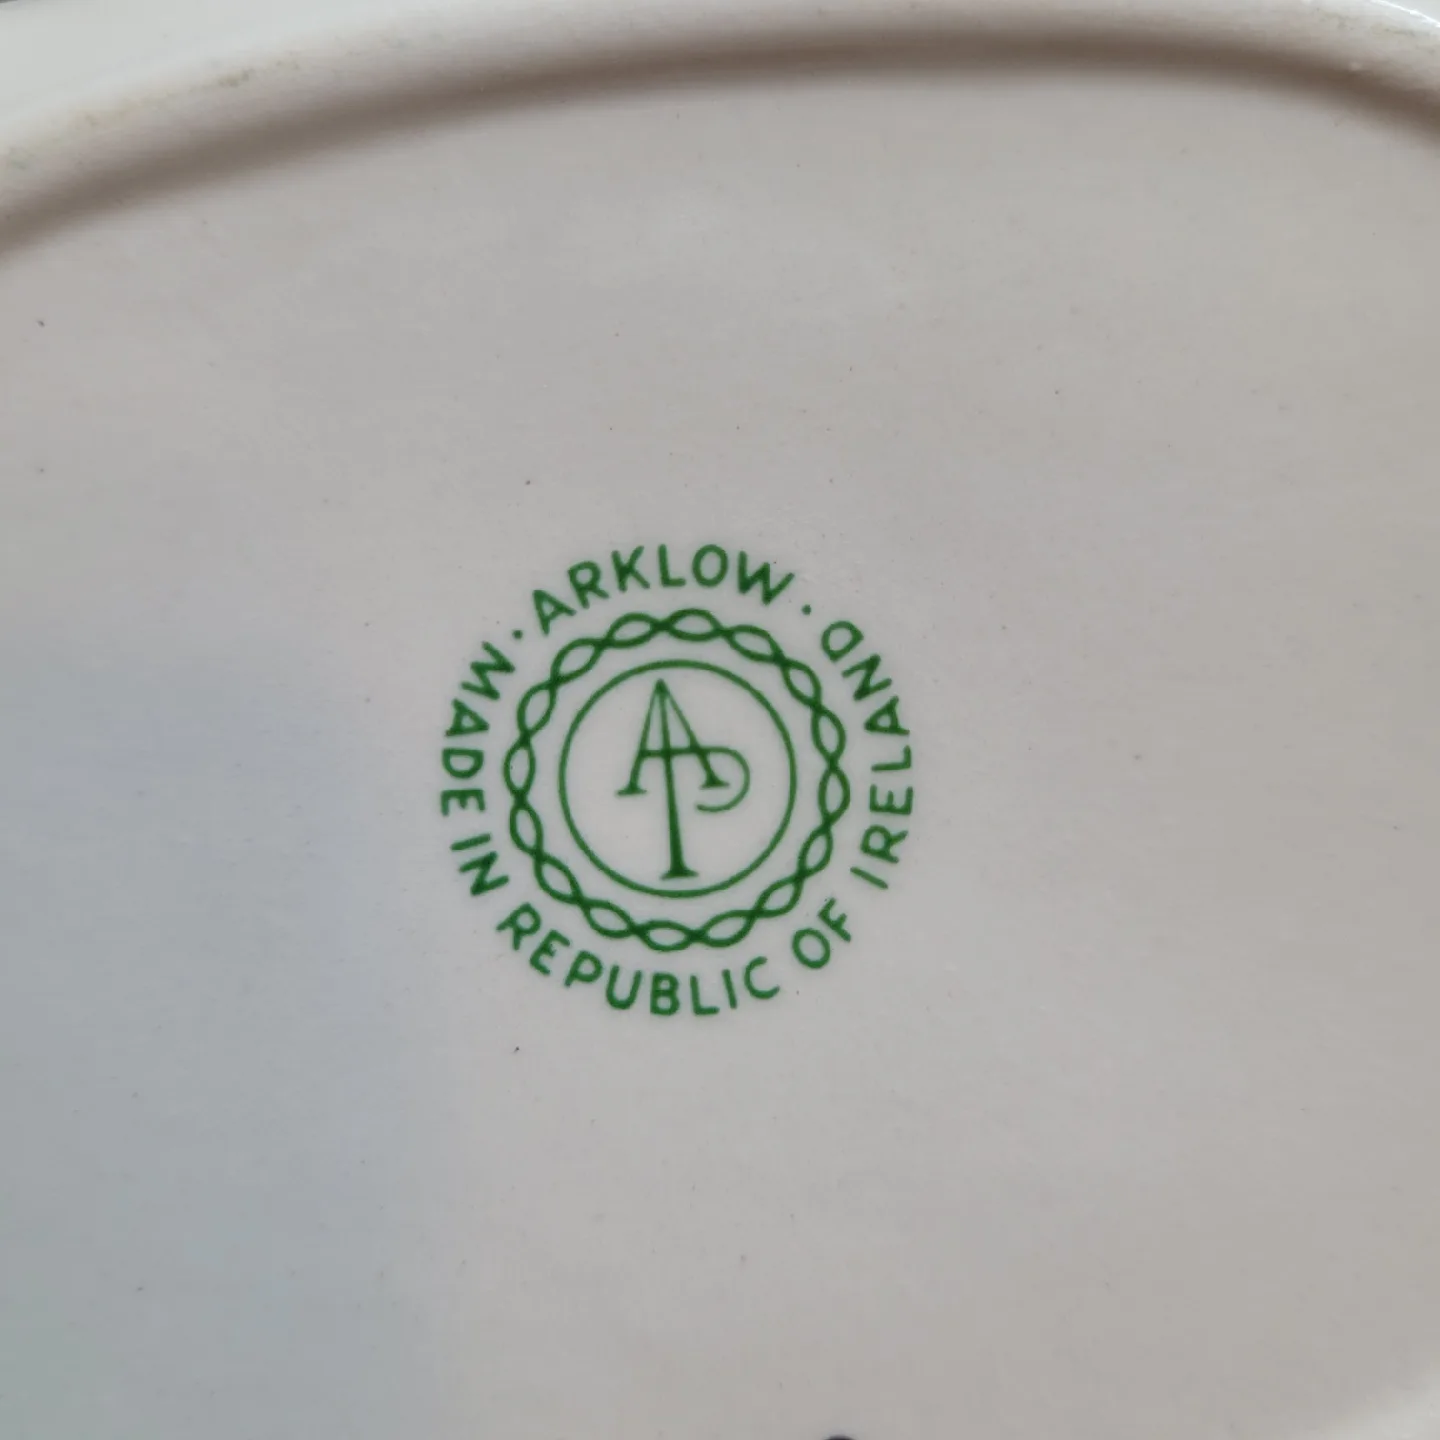 · ARKLOW ·
MADE IN REPUBLIC OF IRELAND
AP